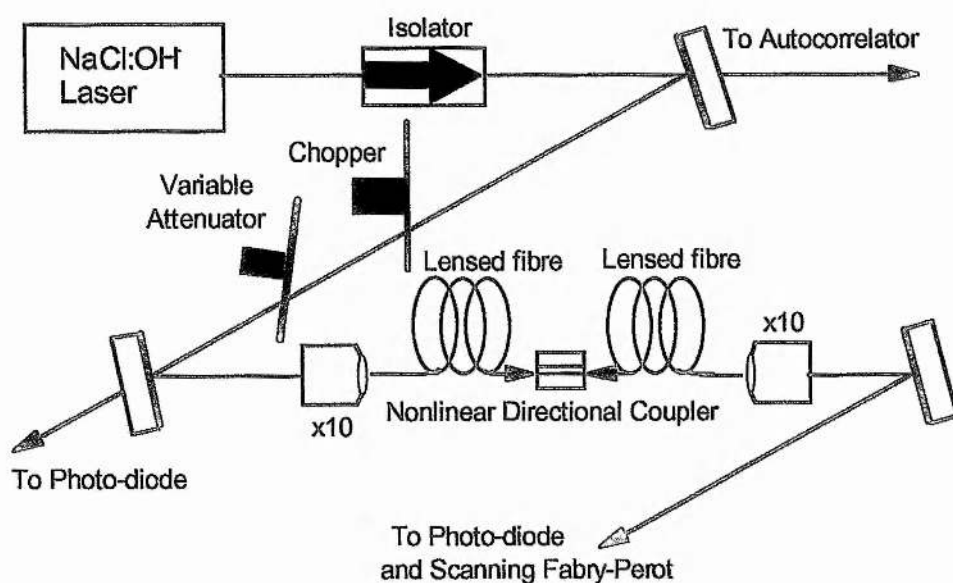 NaCl:OH⁻
Laser
Isolator
To Autocorrelator
Chopper
Variable
Attenuator
Lensed fibre
Lensed fibre
x10
x10
Nonlinear Directional Coupler
To Photo-diode
To Photo-diode
and Scanning Fabry-Perot